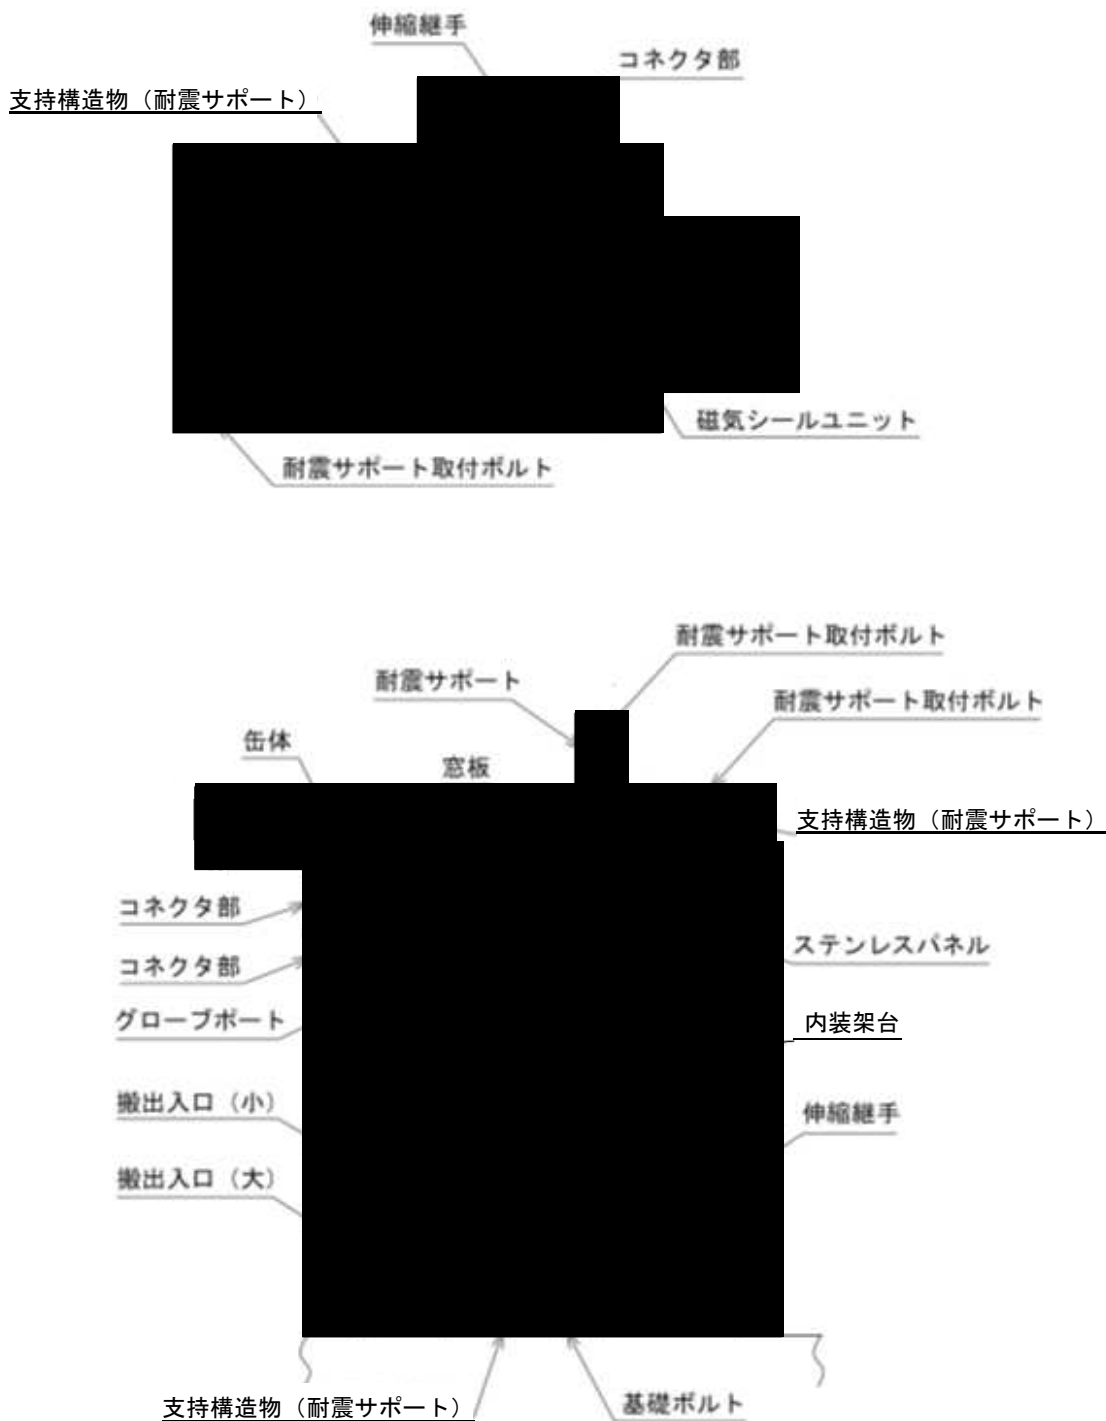 伸縮継手
コネクタ部
支持構造物（耐震サポート）
磁気シールユニット
耐震サポート取付ボルト
耐震サポート取付ボルト
耐震サポート
耐震サポート取付ボルト
缶体
窓板
支持構造物（耐震サポート）
コネクタ部
ステンレスパネル
コネクタ部
グローブポート
内装架台
搬出入口（小）
伸縮継手
搬出入口（大）
支持構造物（耐震サポート）
基礎ボルト